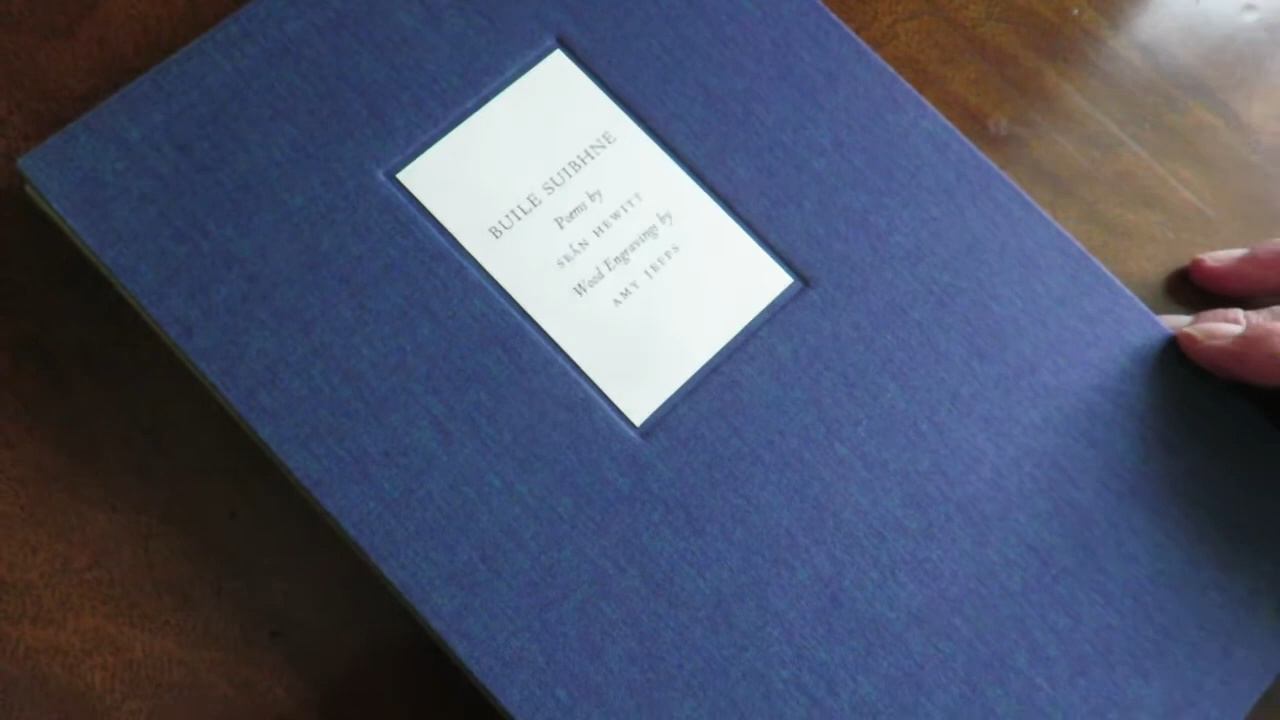 BUILE SUIBHNE
Poems by
SEÁN HEWITT
Wood Engravings by
AMY JEFFS